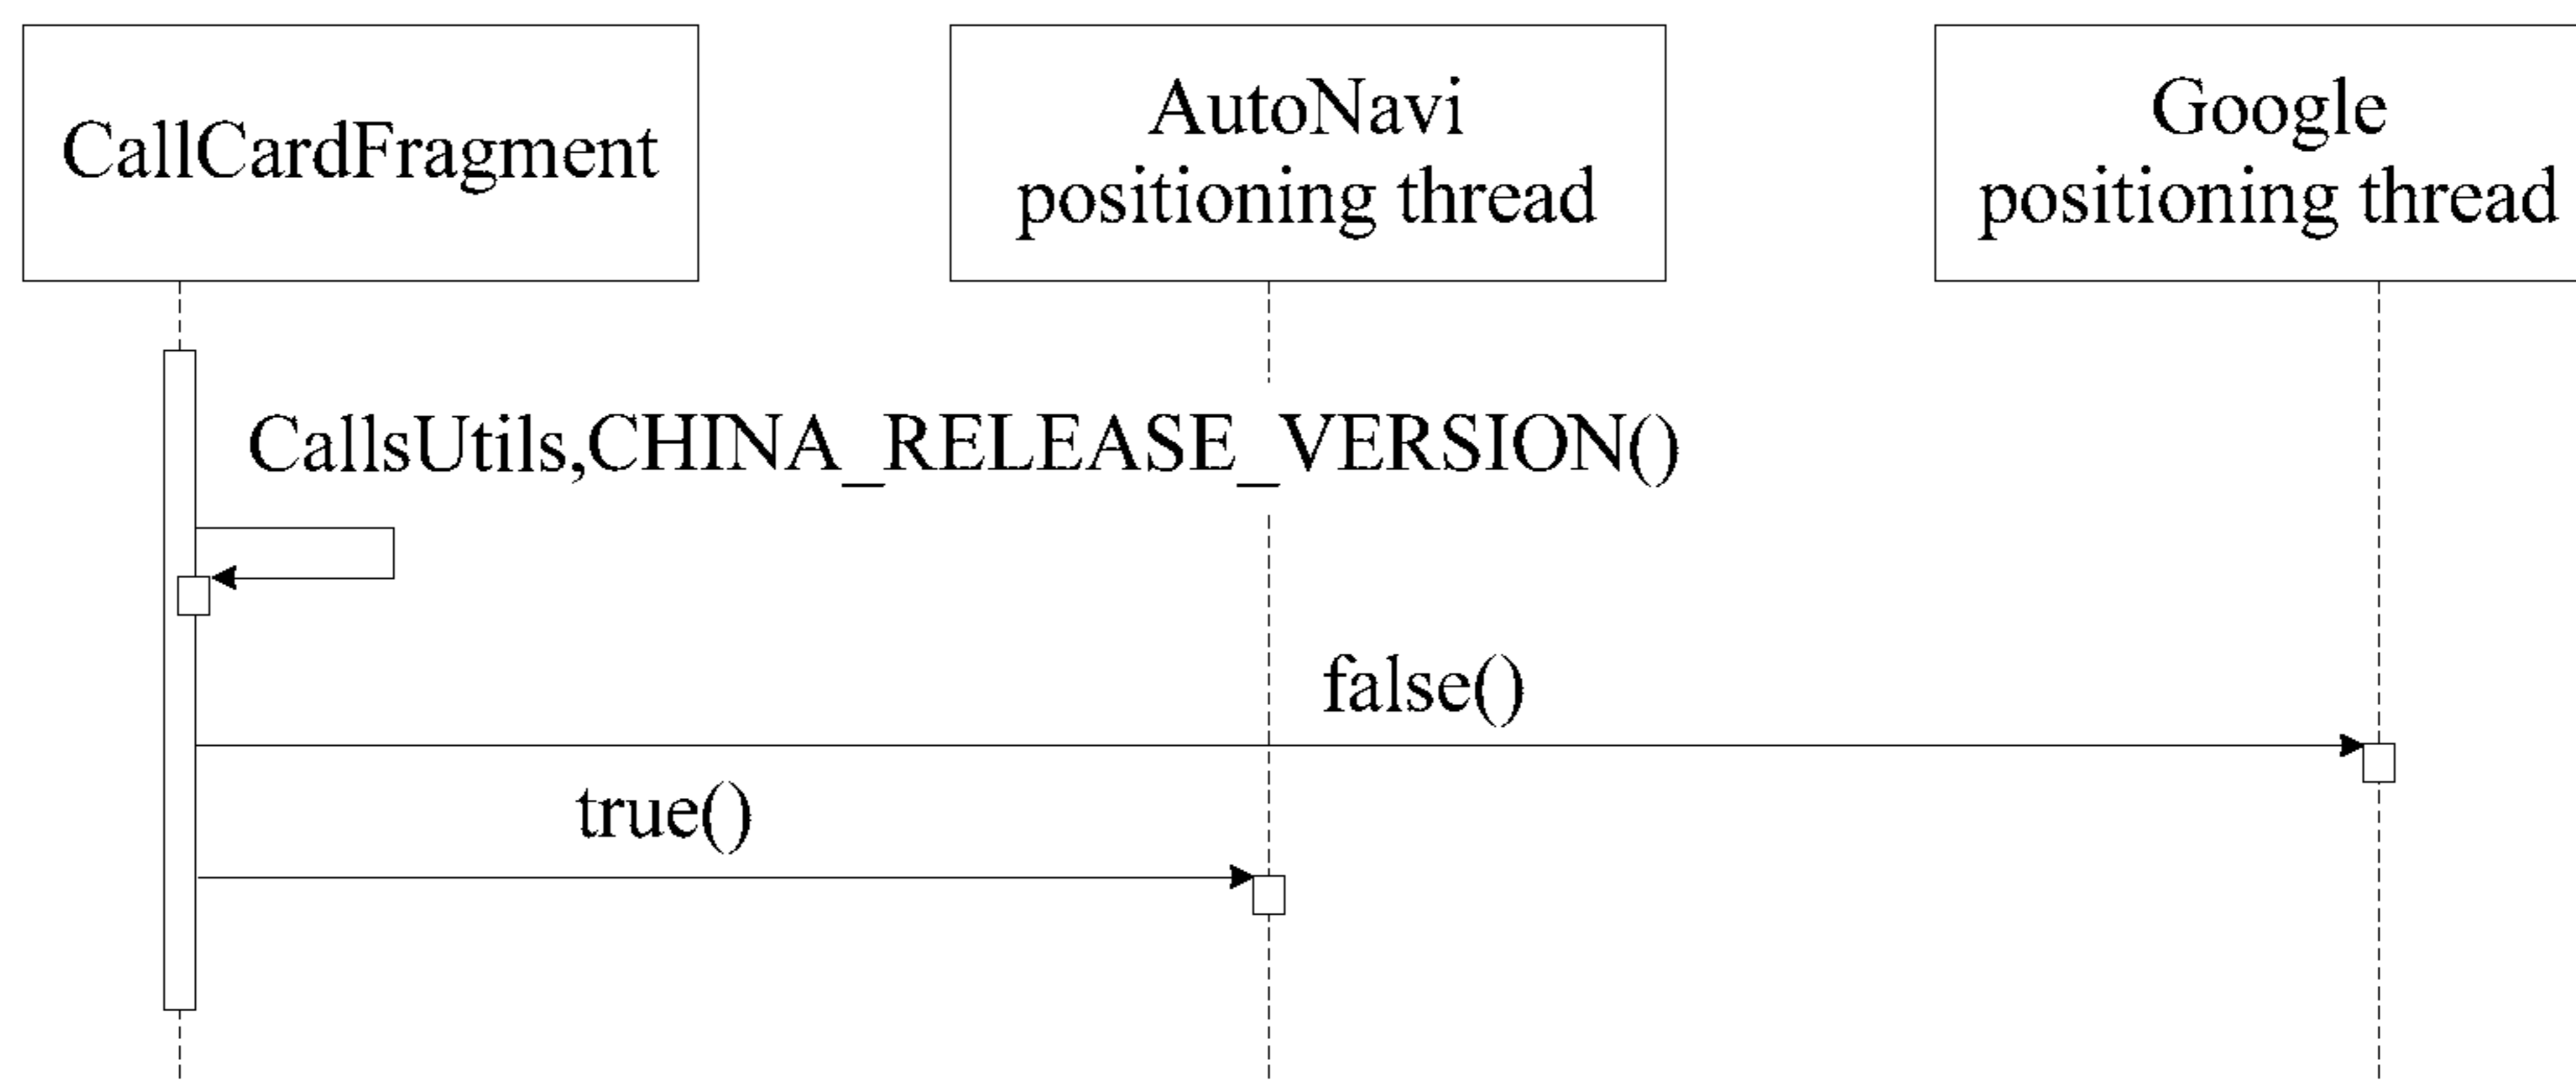 CallCardFragment
AutoNavi
positioning thread
Google
positioning thread
CallsUtils,CHINA_RELEASE_VERSION()
false()
true()